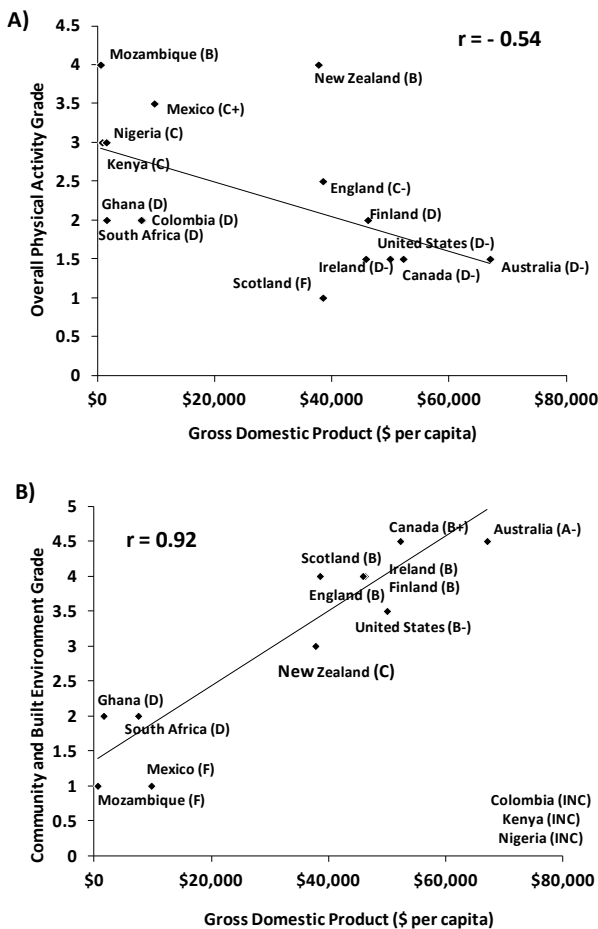 A)
r = - 0.54
Overall Physical Activity Grade
4.5
4
3.5
3
2.5
2
1.5
1
0.5
0
Mozambique (B)
New Zealand (B)
Mexico (C+)
Nigeria (C)
Kenya (C)
England (C-)
Ghana (D)
Colombia (D)
South Africa (D)
Finland (D)
United States (D-)
Ireland (D-)
Canada (D-)
Australia (D-)
Scotland (F)
$0
$20,000
$40,000
$60,000
$80,000
Gross Domestic Product ($ per capita)
B)
r = 0.92
Community and Built Environment Grade
5
4.5
4
3.5
3
2.5
2
1.5
1
0.5
0
Canada (B+)
Australia (A-)
Scotland (B)
Ireland (B)
England (B)
Finland (B)
United States (B-)
New Zealand (C)
Ghana (D)
South Africa (D)
Mexico (F)
Mozambique (F)
Colombia (INC)
Kenya (INC)
Nigeria (INC)
$0
$20,000
$40,000
$60,000
$80,000
Gross Domestic Product ($ per capita)